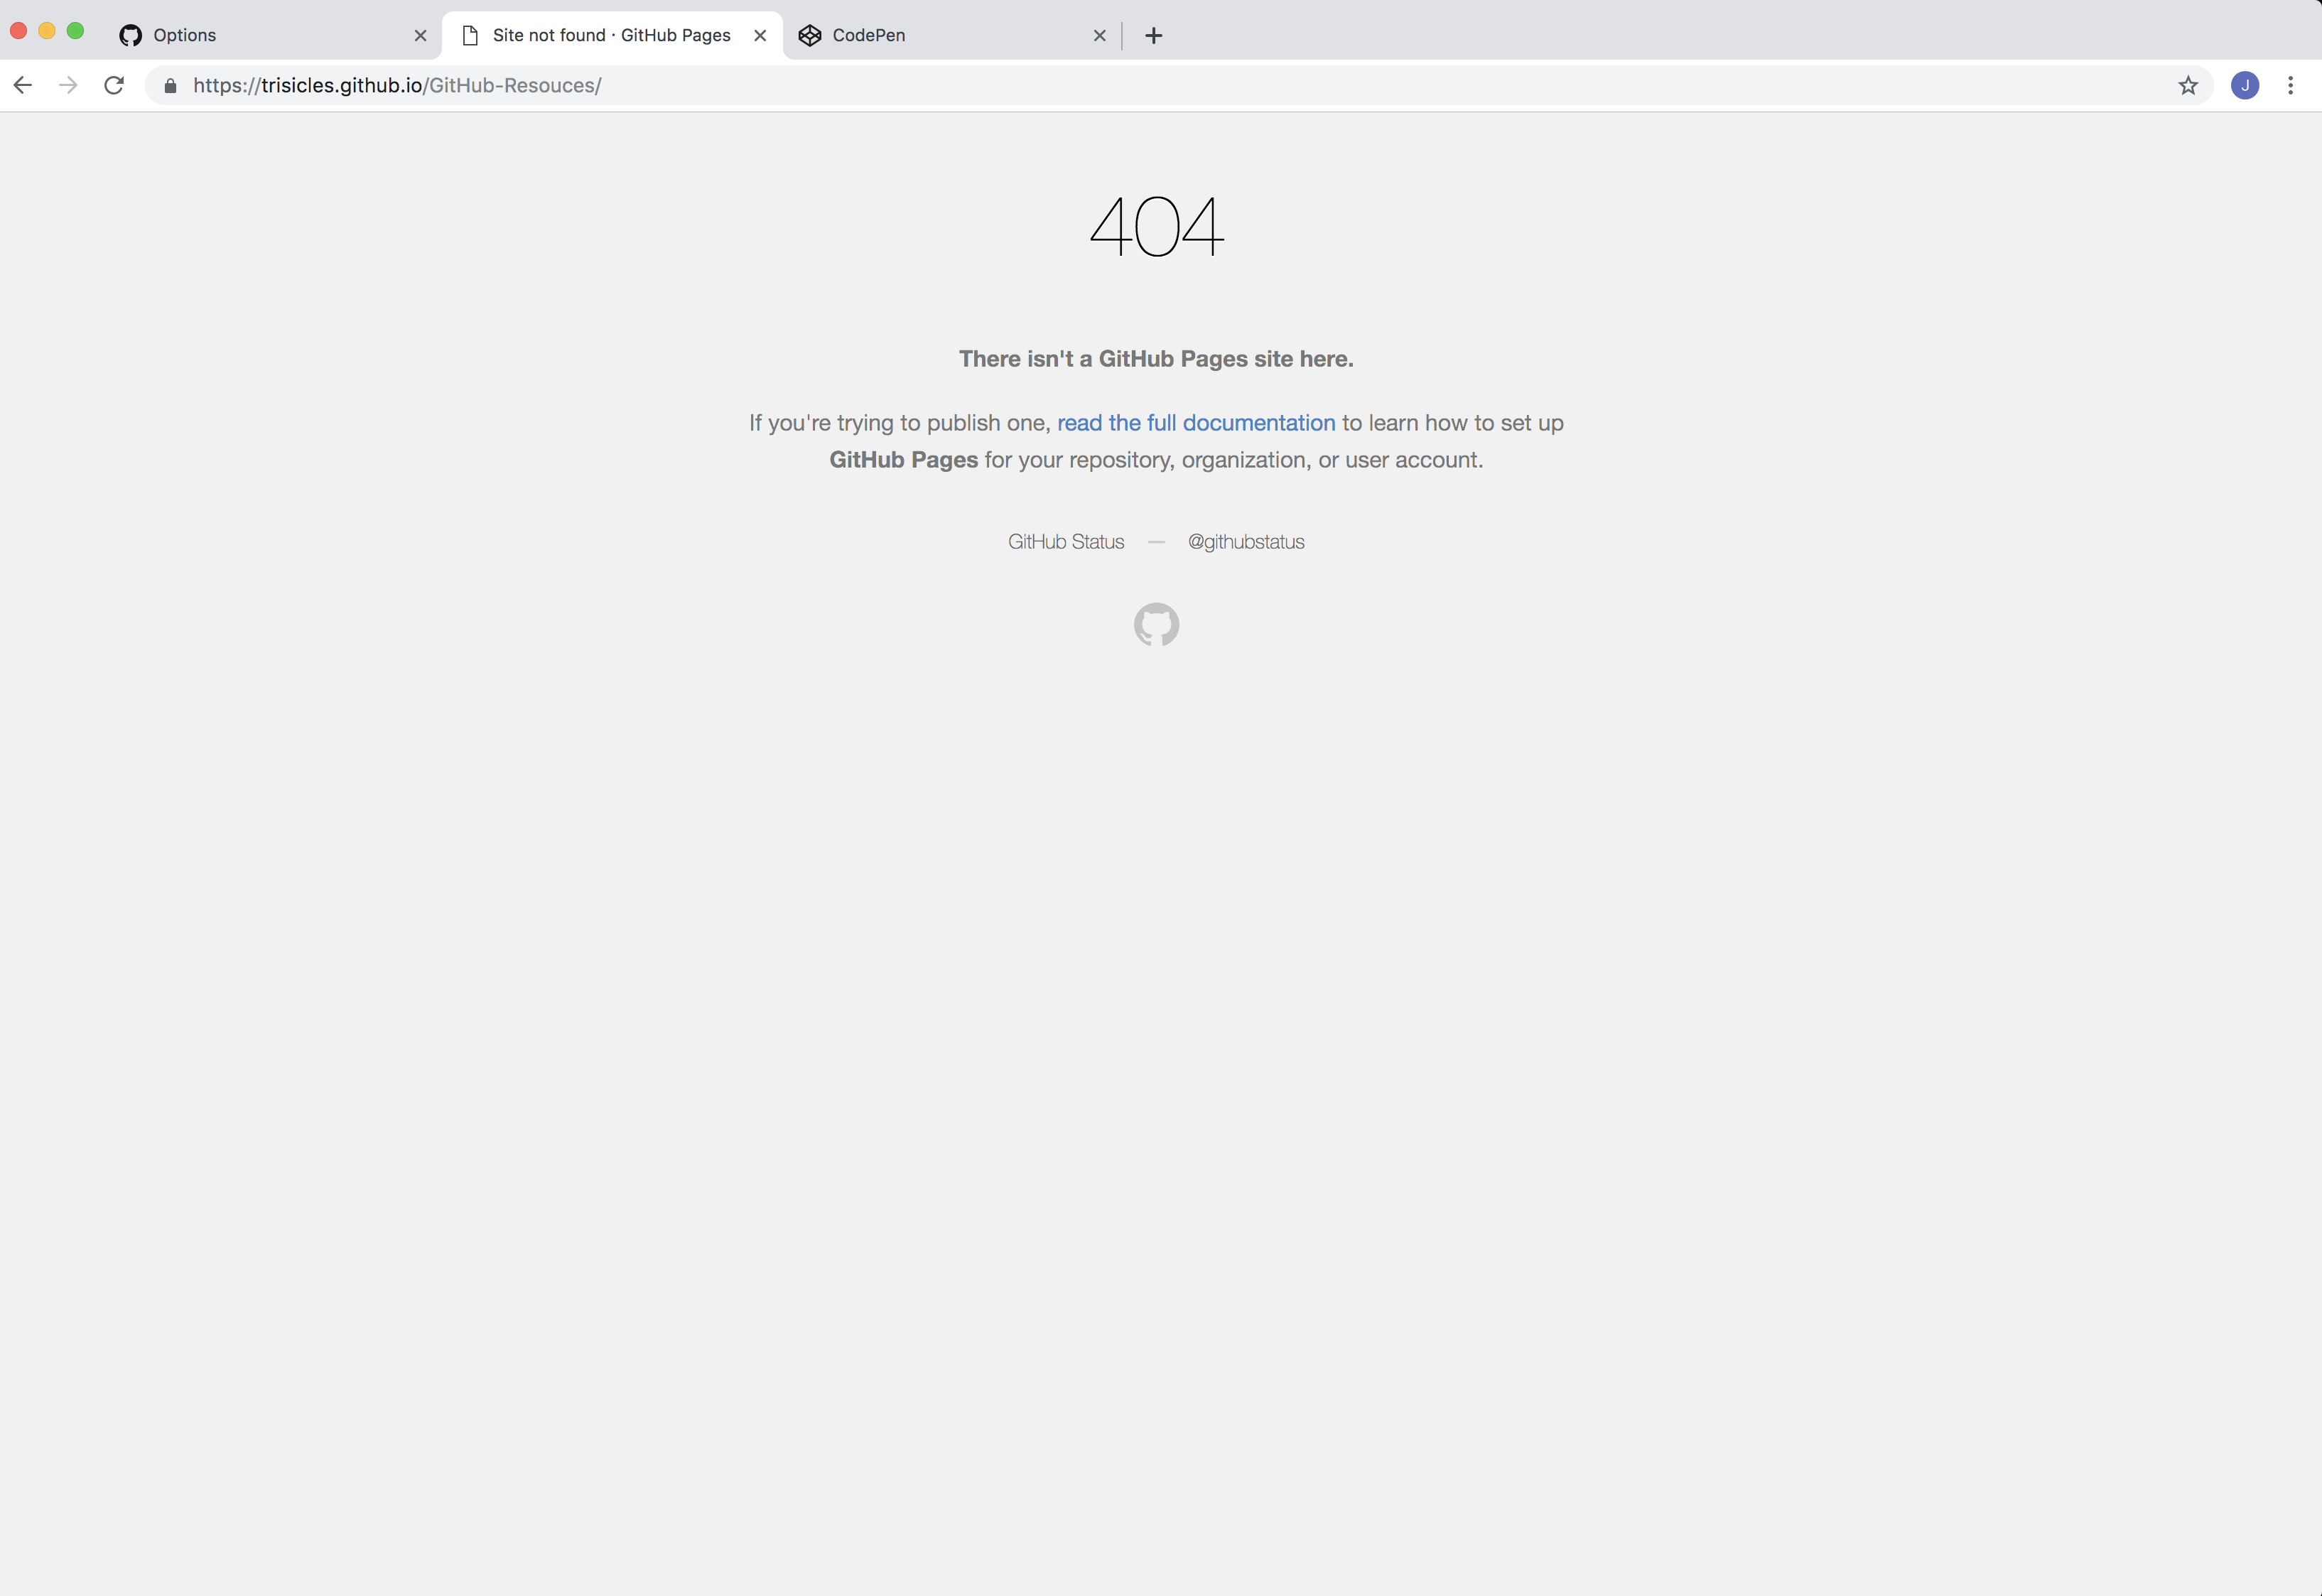 Options
Site not found · GitHub Pages
CodePen
https://trisicles.github.io/GitHub-Resouces/
J
404
There isn't a GitHub Pages site here.
If you're trying to publish one, read the full documentation to learn how to set up
GitHub Pages for your repository, organization, or user account.
GitHub Status — @githubstatus